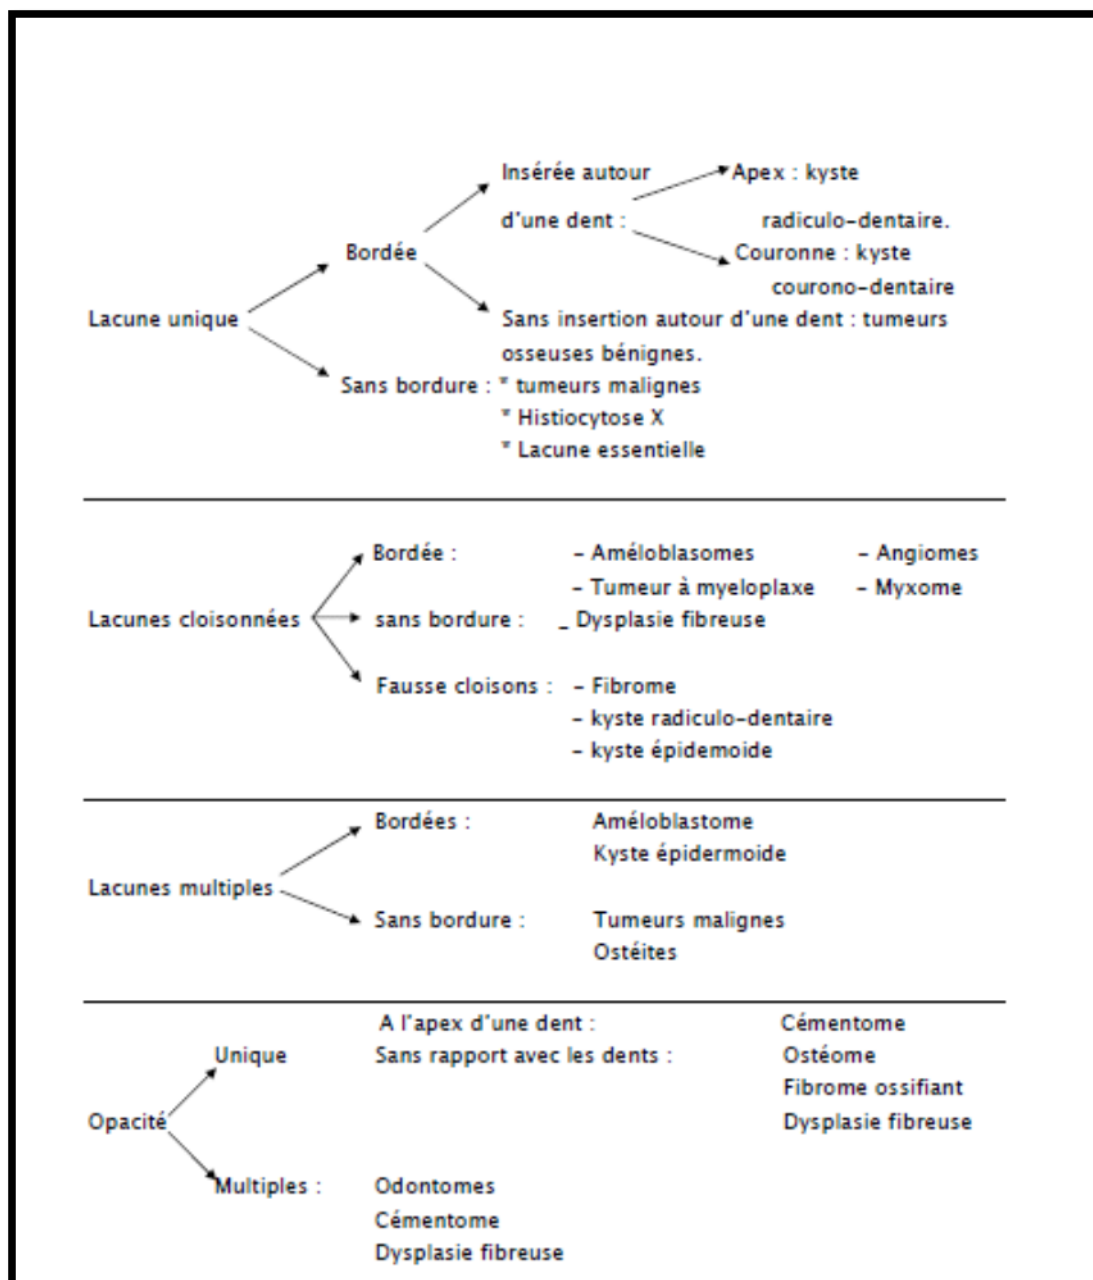 Insérée autour Apex : kyste
d'une dent : radiculo-dentaire.
Bordée Couronne : kyste
courono-dentaire
Lacune unique Sans insertion autour d'une dent : tumeurs
osseuses bénignes.
Sans bordure : * tumeurs malignes
* Histiocytose X
* Lacune essentielle
Bordée : - Améloblasomes - Angiomes
- Tumeur à myeloplaxe - Myxome
Lacunes cloisonnées sans bordure : _ Dysplasie fibreuse
Fausse cloisons : - Fibrome
- kyste radiculo-dentaire
- kyste épidemoide
Bordées : Améloblastome
Kyste épidermoide
Lacunes multiples
Sans bordure : Tumeurs malignes
Ostéites
A l'apex d'une dent : Cémentome
Unique Sans rapport avec les dents : Ostéome
Fibrome ossifiant
Opacité Dysplasie fibreuse
Multiples : Odontomes
Cémentome
Dysplasie fibreuse